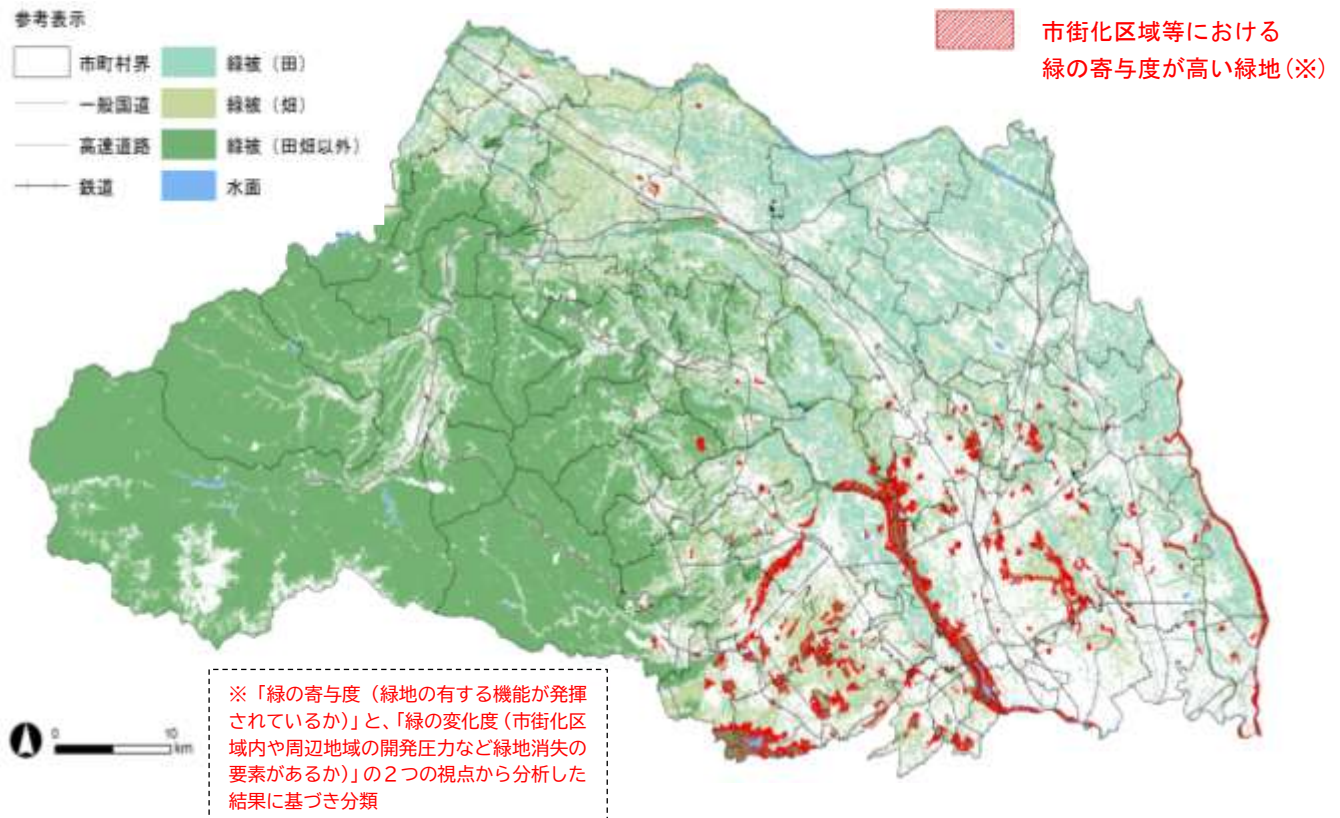 参考表示
市町村界
緑被（田）
一般国道
緑被（畑）
高速道路
緑被（田畑以外）
鉄道
水面
市街化区域等における
緑の寄与度が高い緑地(※)
※「緑の寄与度（緑地の有する機能が発揮
されているか）」と、「緑の変化度（市街化区
域内や周辺地域の開発圧力など緑地消失の
要素があるか）」の２つの視点から分析した
結果に基づき分類
0 10
km